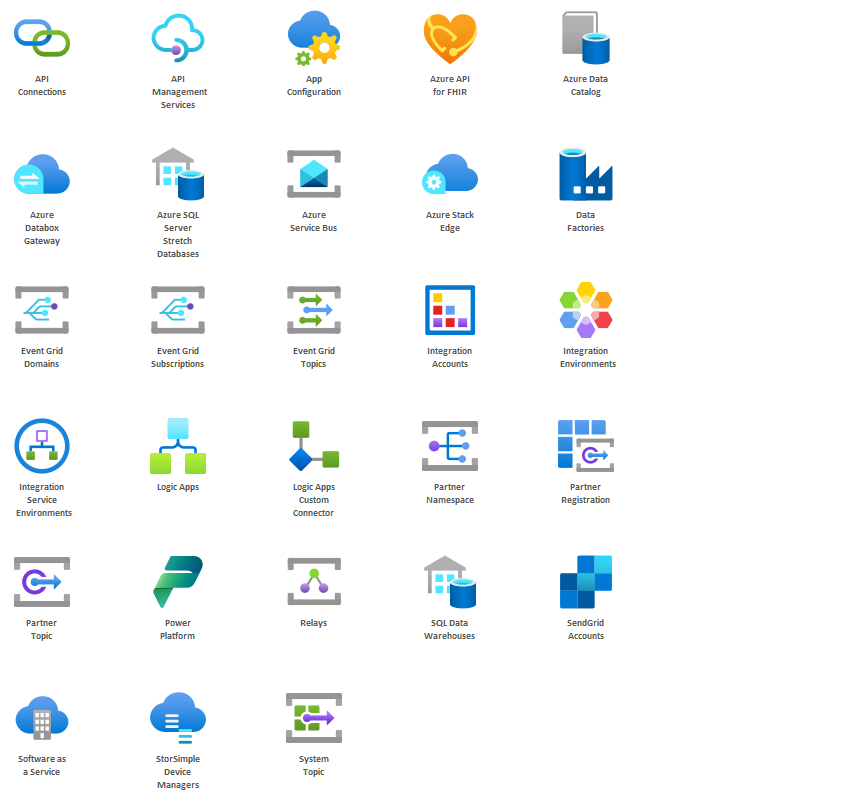 API
Connections
API
Management
Services
App
Configuration
Azure API
for FHIR
Azure Data
Catalog
Azure
Databox
Gateway
Azure SQL
Server
Stretch
Databases
Azure
Service Bus
Azure Stack
Edge
Data
Factories
Event Grid
Domains
Event Grid
Subscriptions
Event Grid
Topics
Integration
Accounts
Integration
Environments
Integration
Service
Environments
Logic Apps
Logic Apps
Custom
Connector
Partner
Namespace
Partner
Registration
Partner
Topic
Power
Platform
Relays
SQL Data
Warehouses
SendGrid
Accounts
Software as
a Service
StorSimple
Device
Managers
System
Topic